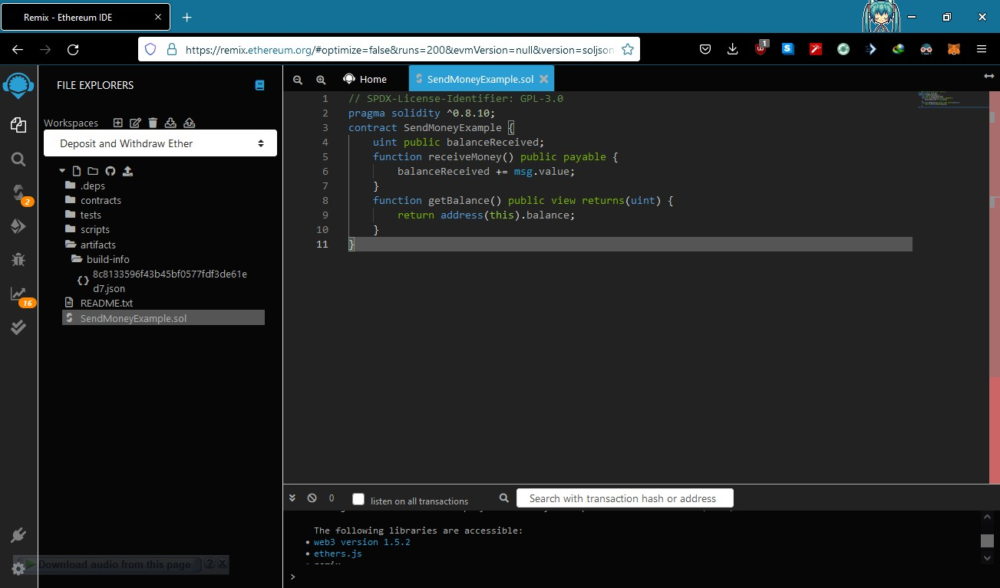 Remix - Ethereum IDE
https://remix.ethereum.org/#optimize=false&runs=200&evmVersion=null&version=soljson
1
FILE EXPLORERS
Workspaces
Deposit and Withdraw Ether
.deps
contracts
tests
scripts
artifacts
build-info
8c8133596f43b45bf0577fdf3de61e
d7.json
README.txt
SendMoneyExample.sol
2
16
Home
SendMoneyExample.sol
1 // SPDX-License-Identifier: GPL-3.0
2 pragma solidity ^0.8.10;
3 contract SendMoneyExample {
4 uint public balanceReceived;
5 function receiveMoney() public payable {
6 balanceReceived += msg.value;
7 }
8 function getBalance() public view returns(uint) {
9 return address(this).balance;
10 }
11 }
0
listen on all transactions
Search with transaction hash or address
The following libraries are accessible:
• web3 version 1.5.2
• ethers.js
>
Download audio from this page ?